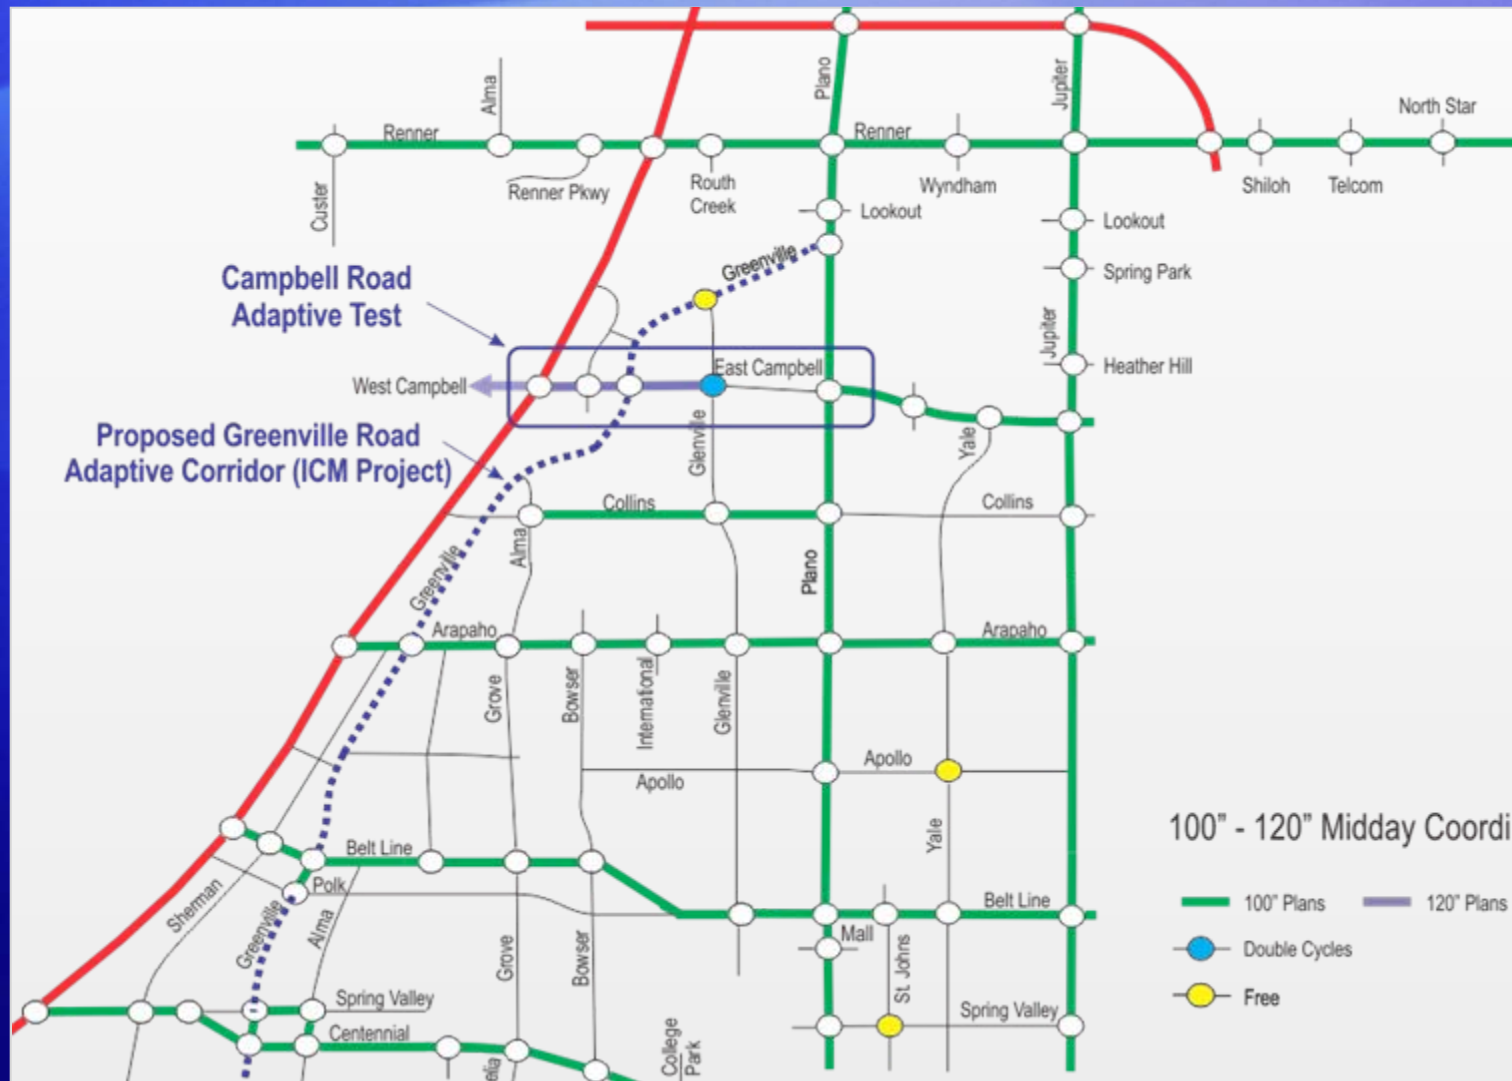 Alma
Plano
Jupiter
North Star
Renner
Renner
Custer
Renner Pkwy
Routh
Creek
Wyndham
Shiloh
Telcom
Lookout
Lookout
Greenville
Spring Park
Campbell Road
Adaptive Test
Jupiter
Heather Hill
East Campbell
West Campbell
Proposed Greenville Road
Adaptive Corridor (ICM Project)
Glenville
Yale
Collins
Collins
Alma
Greenville
Plano
Arapaho
Arapaho
Grove
Bowser
International
Glenville
Apollo
Apollo
Yale
100” - 120” Midday Coordi
Belt Line
Polk
Sherman
Greenville
Alma
Belt Line
100” Plans
120” Plans
Mall
Grove
Bowser
St. Johns
Double Cycles
Spring Valley
Centennial
Spring Valley
Free
College
Park